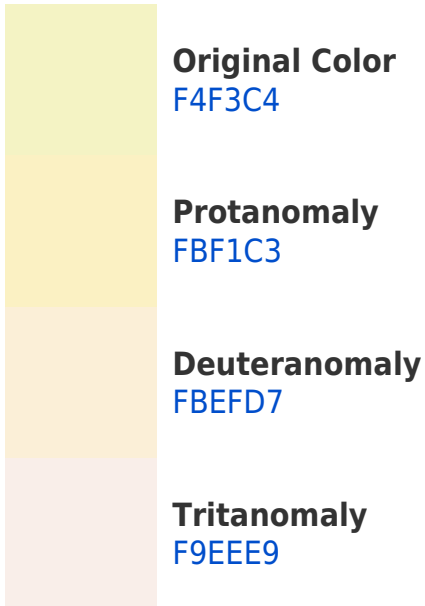 Original Color
F4F3C4
Protanomaly
FBF1C3
Deuteranomaly
FBEFD7
Tritanomaly
F9EEE9